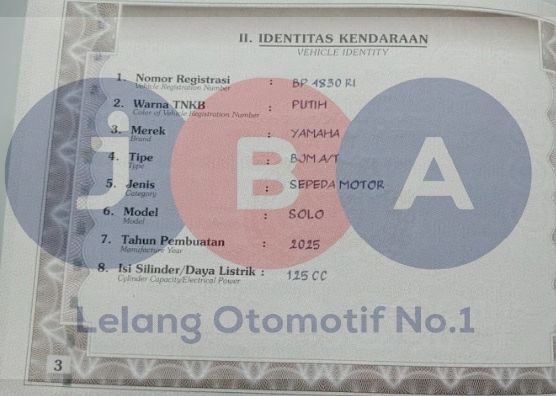 II. IDENTITAS KENDARAAN
VEHICLE IDENTITY
1. Nomor Registrasi : BP 4830 RI
Vehicle Registration Number
2. Warna TNKB : PUTIH
Color of Vehicle Registration Number
3. Merek : YAMAHA
Brand
4. Tipe : BJM A/T
Type
5. Jenis : SEPEDA MOTOR
Category
6. Model : SOLO
Model
7. Tahun Pembuatan : 2025
Manufacture Year
8. Isi Silinder/Daya Listrik : 125 CC
Cylinder Capacity/Electrical Power
jBA
Lelang Otomotif No.1
3